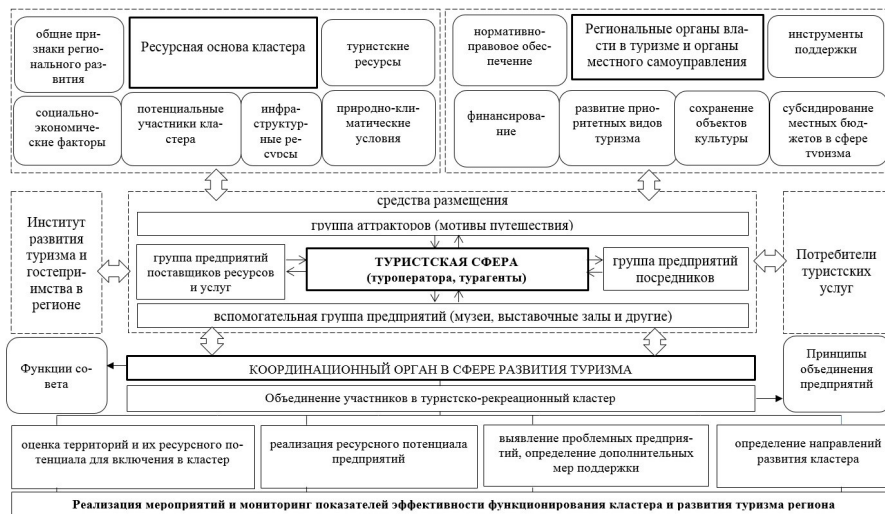 общие при-
знаки регио-
нального раз-
вития
Ресурсная основа кластера
туристские
ресурсы
социально-
экономиче-
ские факторы
потенциальные
участники кла-
стера
инфра-
структур-
ные ре-
сурсы
природно-кли-
матические
условия
нормативно-
правовое обес-
печение
Региональные органы вла-
сти в туризме и органы
местного самоуправления
инструменты
поддержки
финансиро-
вание
развитие прио-
ритетных видов
туризма
сохранение
объектов
культуры
субсидирование
местных бюд-
жетов в сфере
туризма
Институт
развития
туризма и
гостепри-
имства в
регионе
средства размещения
группа аттракторов (мотивы путешествия)
группа предприятий
поставщиков ресурсов
и услуг
ТУРИСТСКАЯ СФЕРА
(туроператора, турагенты)
группа предприятий
посредников
вспомогательная группа предприятий (музеи, выставочные залы и другие)
Потребители
туристских
услуг
Функции со-
вета
КООРДИНАЦИОННЫЙ ОРГАН В СФЕРЕ РАЗВИТИЯ ТУРИЗМА
Объединение участников в туристско-рекреационный кластер
Принципы
объединения
предприятий
оценка территорий и их ресурсного по-
тенциала для включения в кластер
реализация ресурсного потенциала
предприятий
выявление проблемных предприя-
тий, определение дополнительных
мер поддержки
определение направлений
развития кластера
Реализация мероприятий и мониторинг показателей эффективности функционирования кластера и развития туризма региона